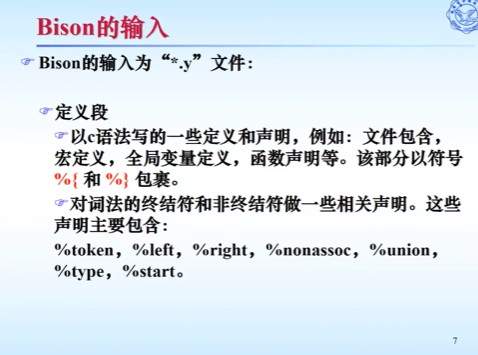 Bison的输入
Bison的输入为“*.y”文件：
定义段
以c语法写的一些定义和声明，例如：文件包含，
宏定义，全局变量定义，函数声明等。该部分以符号
%{ 和 %} 包裹。
对词法的终结符和非终结符做一些相关声明。这些
声明主要包含：
%token，%left，%right，%nonassoc，%union，
%type，%start。
7